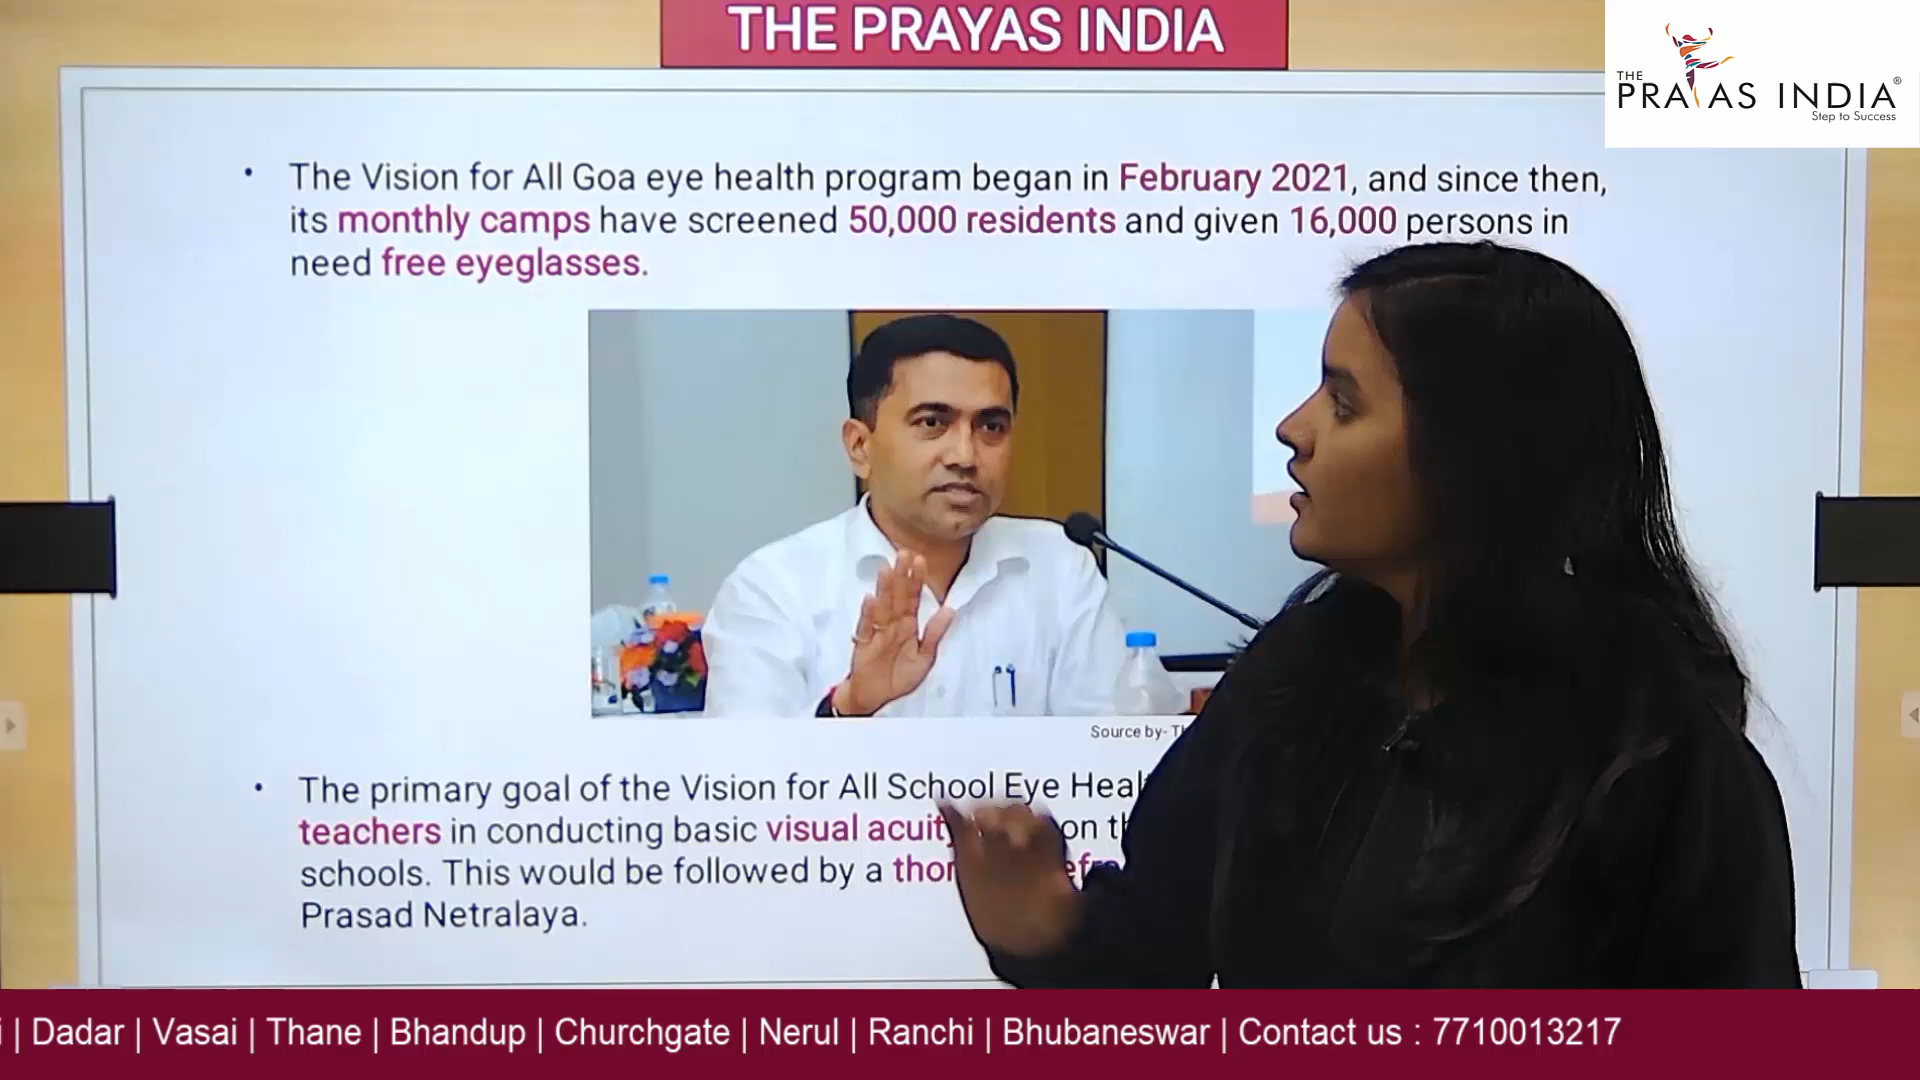 THE PRAYAS INDIA
THE
PRAYAS INDIA®
Step to Success
• The Vision for All Goa eye health program began in February 2021, and since then,
its monthly camps have screened 50,000 residents and given 16,000 persons in
need free eyeglasses.
Source by-
• The primary goal of the Vision for All School Eye
teachers in conducting basic visual on
schools. This would be followed by a
Prasad Netralaya.
| Dadar | Vasai | Thane | Bhandup | Churchgate | Nerul | Ranchi | Bhubaneswar | Contact us : 7710013217